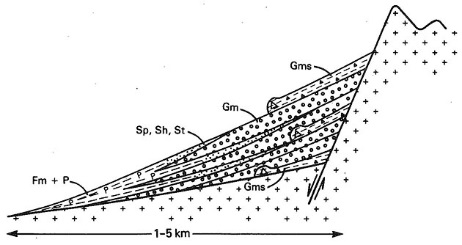 Gms
Gm
Sp, Sh, St
Fm + P
Gms
1-5 km